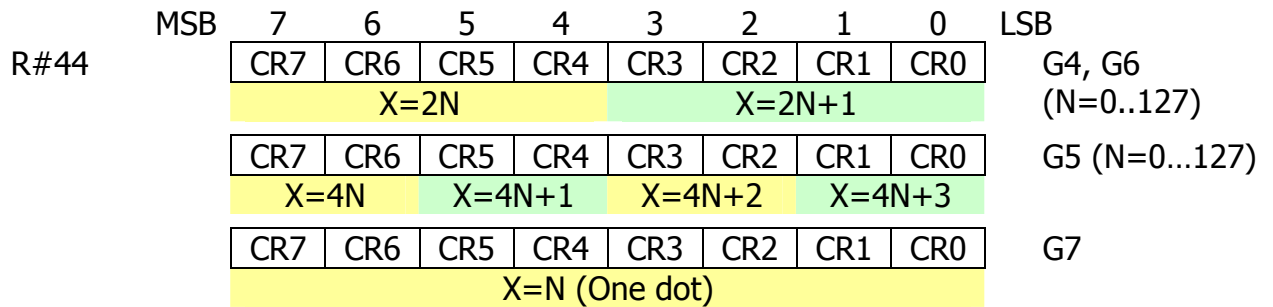 MSB 7 6 5 4 3 2 1 0 LSB
R#44 CR7 CR6 CR5 CR4 CR3 CR2 CR1 CR0 G4, G6
X=2N X=2N+1 (N=0..127)
CR7 CR6 CR5 CR4 CR3 CR2 CR1 CR0 G5 (N=0…127)
X=4N X=4N+1 X=4N+2 X=4N+3
CR7 CR6 CR5 CR4 CR3 CR2 CR1 CR0 G7
X=N (One dot)